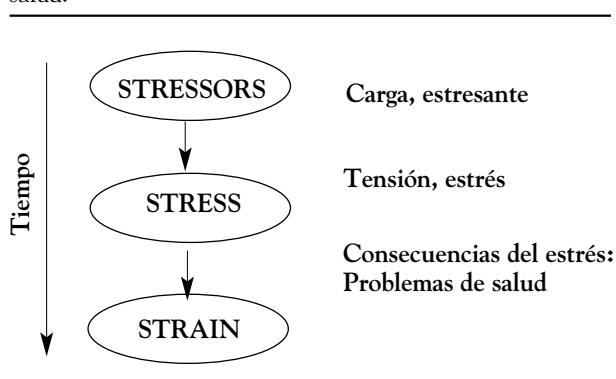 salud.
STRESSORS
Carga, estresante
Tiempo
STRESS
Tensión, estrés
Consecuencias del estrés:
Problemas de salud
STRAIN